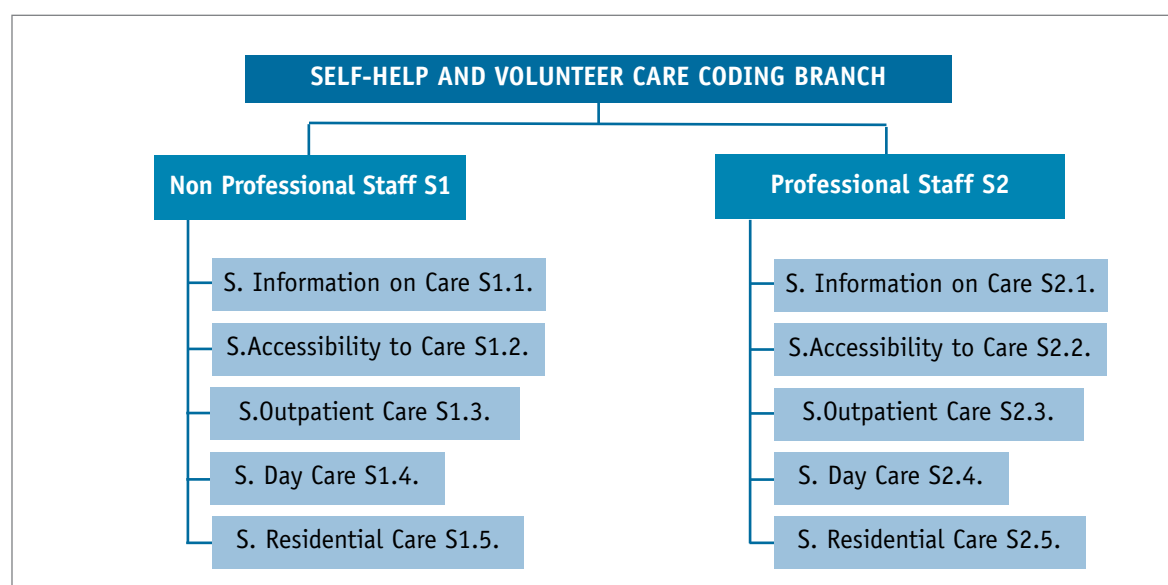 SELF-HELP AND VOLUNTEER CARE CODING BRANCH
Non Professional Staff S1
S. Information on Care S1.1.
S.Accessibility to Care S1.2.
S.Outpatient Care S1.3.
S. Day Care S1.4.
S. Residential Care S1.5.
Professional Staff S2
S. Information on Care S2.1.
S.Accessibility to Care S2.2.
S.Outpatient Care S2.3.
S. Day Care S2.4.
S. Residential Care S2.5.